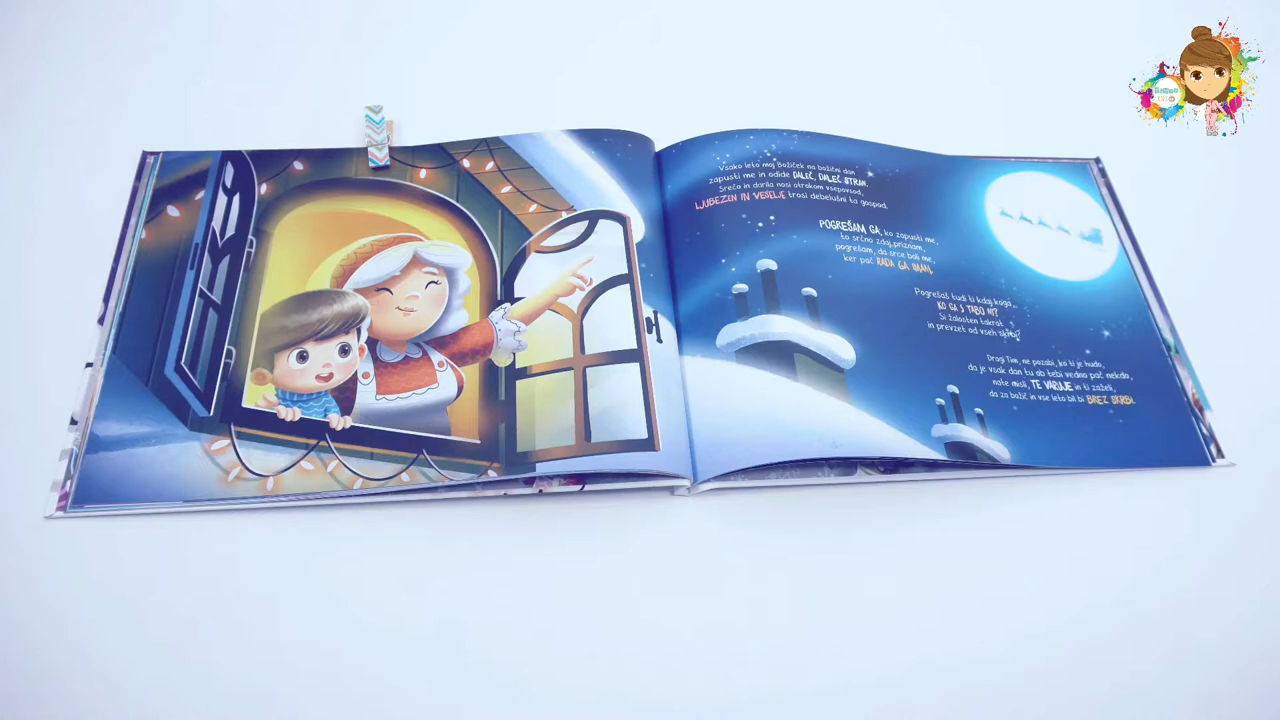 Vsako leto moj Božiček na božični dan
zapusti me in odide DALEČ, DALEČ STRAN.
Srečo in darila nosi otrokom vsepovsod,
LJUBEZEN IN VESELJE trosi debelušni ta gospod.
POGREŠAM GA, ko zapusti me,
to srčno zdaj priznam
pogrešam, da srce boli me,
ker pač RADA GA IMAM.
Pogrešaš tudi ti kdaj koga,
KO GA S TABO NI?
Si žalosten takrat
in prevzet od vseh skrbi?
Dragi Tim, ne pozabi, ko ti je hudo,
da je vsak dan tu ob tebi vedno pač nekdo,
nate misli, TE VARUJE in ti zaželi,
da za božič in vse leto bil bi BREZ SKRBI.